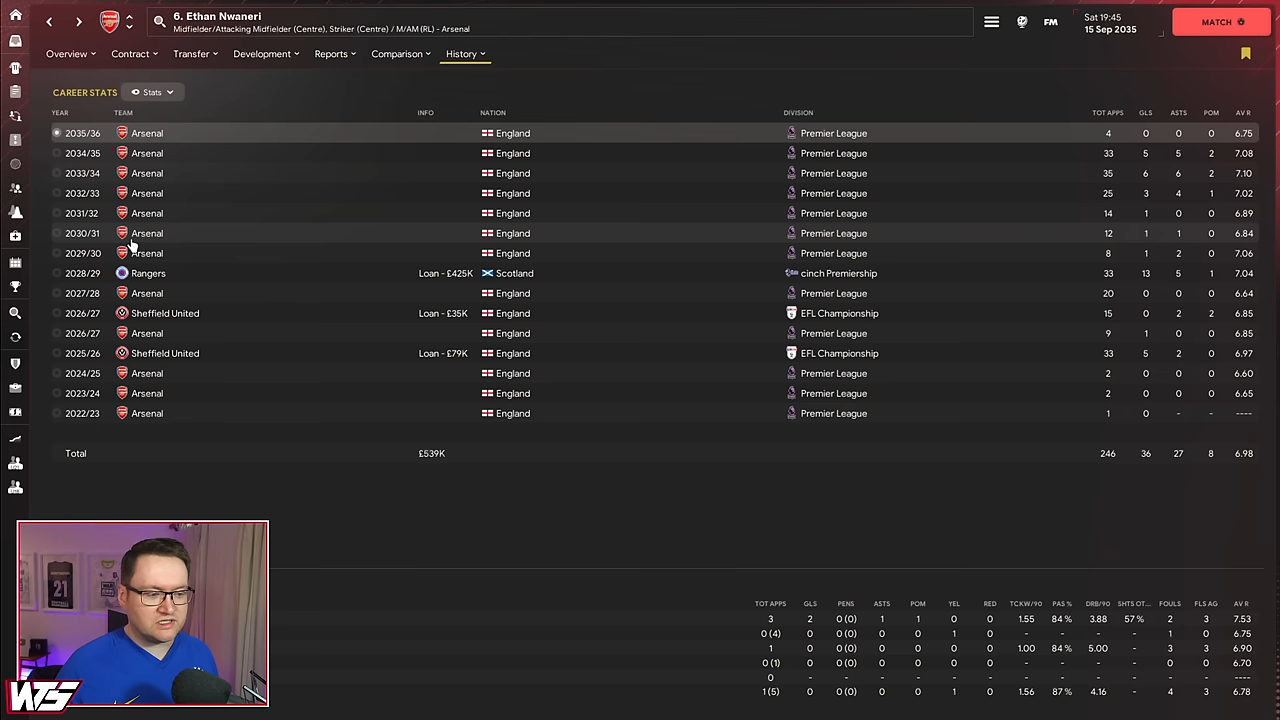 6. Ethan Nwaneri
Midfielder/Attacking Midfielder (Centre), Striker (Centre) / M/AM (RL) - Arsenal
FM
Sat 19:45
15 Sep 2035
MATCH
Overview Contract Transfer Development Reports Comparison History
CAREER STATS Stats
YEAR TEAM INFO NATION DIVISION TOT APPS GLS ASTS POM AV R
2035/36 Arsenal England Premier League 4 0 0 0 6.75
2034/35 Arsenal England Premier League 33 5 5 2 7.08
2033/34 Arsenal England Premier League 35 6 6 2 7.10
2032/33 Arsenal England Premier League 25 3 4 1 7.02
2031/32 Arsenal England Premier League 14 1 0 0 6.89
2030/31 Arsenal England Premier League 12 1 1 0 6.84
2029/30 Arsenal England Premier League 8 1 2 0 7.06
2028/29 Rangers Loan - £425K Scotland cinch Premiership 33 13 5 1 7.04
2027/28 Arsenal England Premier League 20 0 0 0 6.64
2026/27 Sheffield United Loan - £35K England EFL Championship 15 0 2 2 6.85
2026/27 Arsenal England Premier League 9 1 0 0 6.85
2025/26 Sheffield United Loan - £79K England EFL Championship 33 5 2 0 6.97
2024/25 Arsenal England Premier League 2 0 0 0 6.60
2023/24 Arsenal England Premier League 2 0 0 0 6.65
2022/23 Arsenal England Premier League 1 0 - - ----
Total £539K 246 36 27 8 6.98
TOT APPS GLS PENS ASTS POM YEL RED TCKW/90 PAS % DRB/90 SHTS OT... FOULS FLS AG AV R
3 2 0 (0) 1 1 0 0 1.55 84 % 3.88 57 % 2 3 7.53
0 (4) 0 0 (0) 0 0 1 0 - - - - 1 0 6.75
1 0 0 (0) 0 0 0 0 1.00 84 % 5.00 - 3 3 6.90
0 (1) 0 0 (0) 0 0 0 0 - - - - 0 0 6.70
0 0 0 (0) 0 0 0 0 - - - - 0 0 ----
1 (5) 0 0 (0) 0 0 1 0 1.56 87 % 4.16 - 4 3 6.78
21
WTS